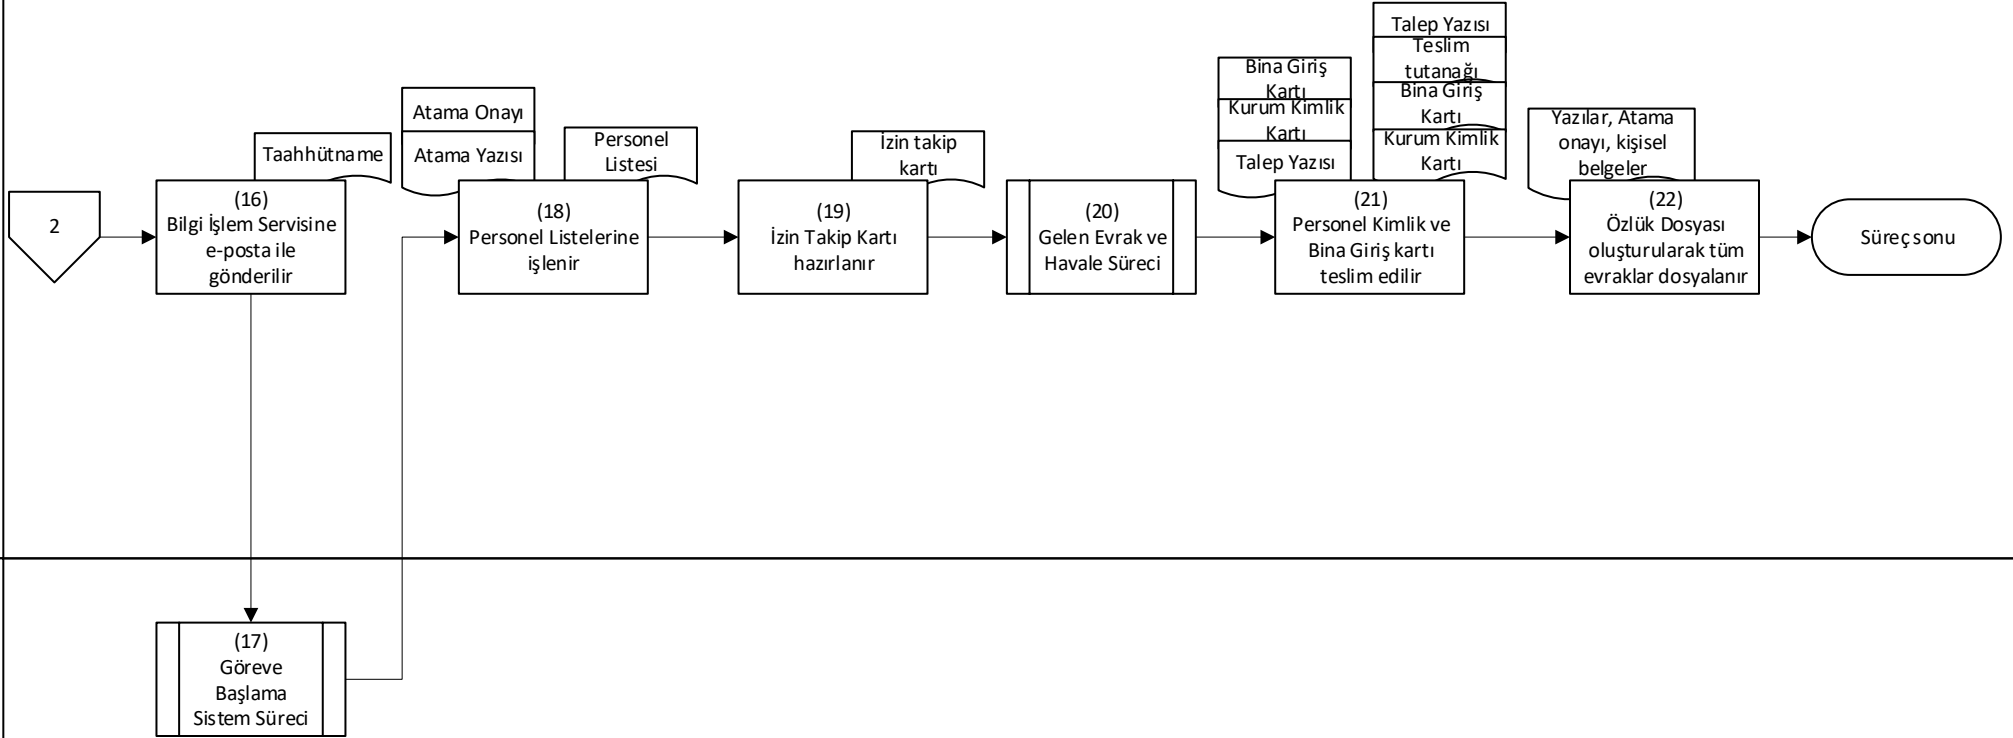 2
Taahhütname
(16)
Bilgi İşlem Servisine
e-posta ile
gönderilir
Atama Onayı
Atama Yazısı
Personel
Listesi
(18)
Personel Listelerine
işlenir
İzin takip
kartı
(19)
İzin Takip Kartı
hazırlanır
(20)
Gelen Evrak ve
Havale Süreci
Bina Giriş
Kartı
Kurum Kimlik
Kartı
Talep Yazısı
Talep Yazısı
Teslim
tutanağı
Bina Giriş
Kartı
Kurum Kimlik
Kartı
(21)
Personel Kimlik ve
Bina Giriş kartı
teslim edilir
Yazılar, Atama
onayı, kişisel
belgeler
(22)
Özlük Dosyası
oluşturularak tüm
evraklar dosyalanır
Süreç sonu
(17)
Göreve
Başlama
Sistem Süreci